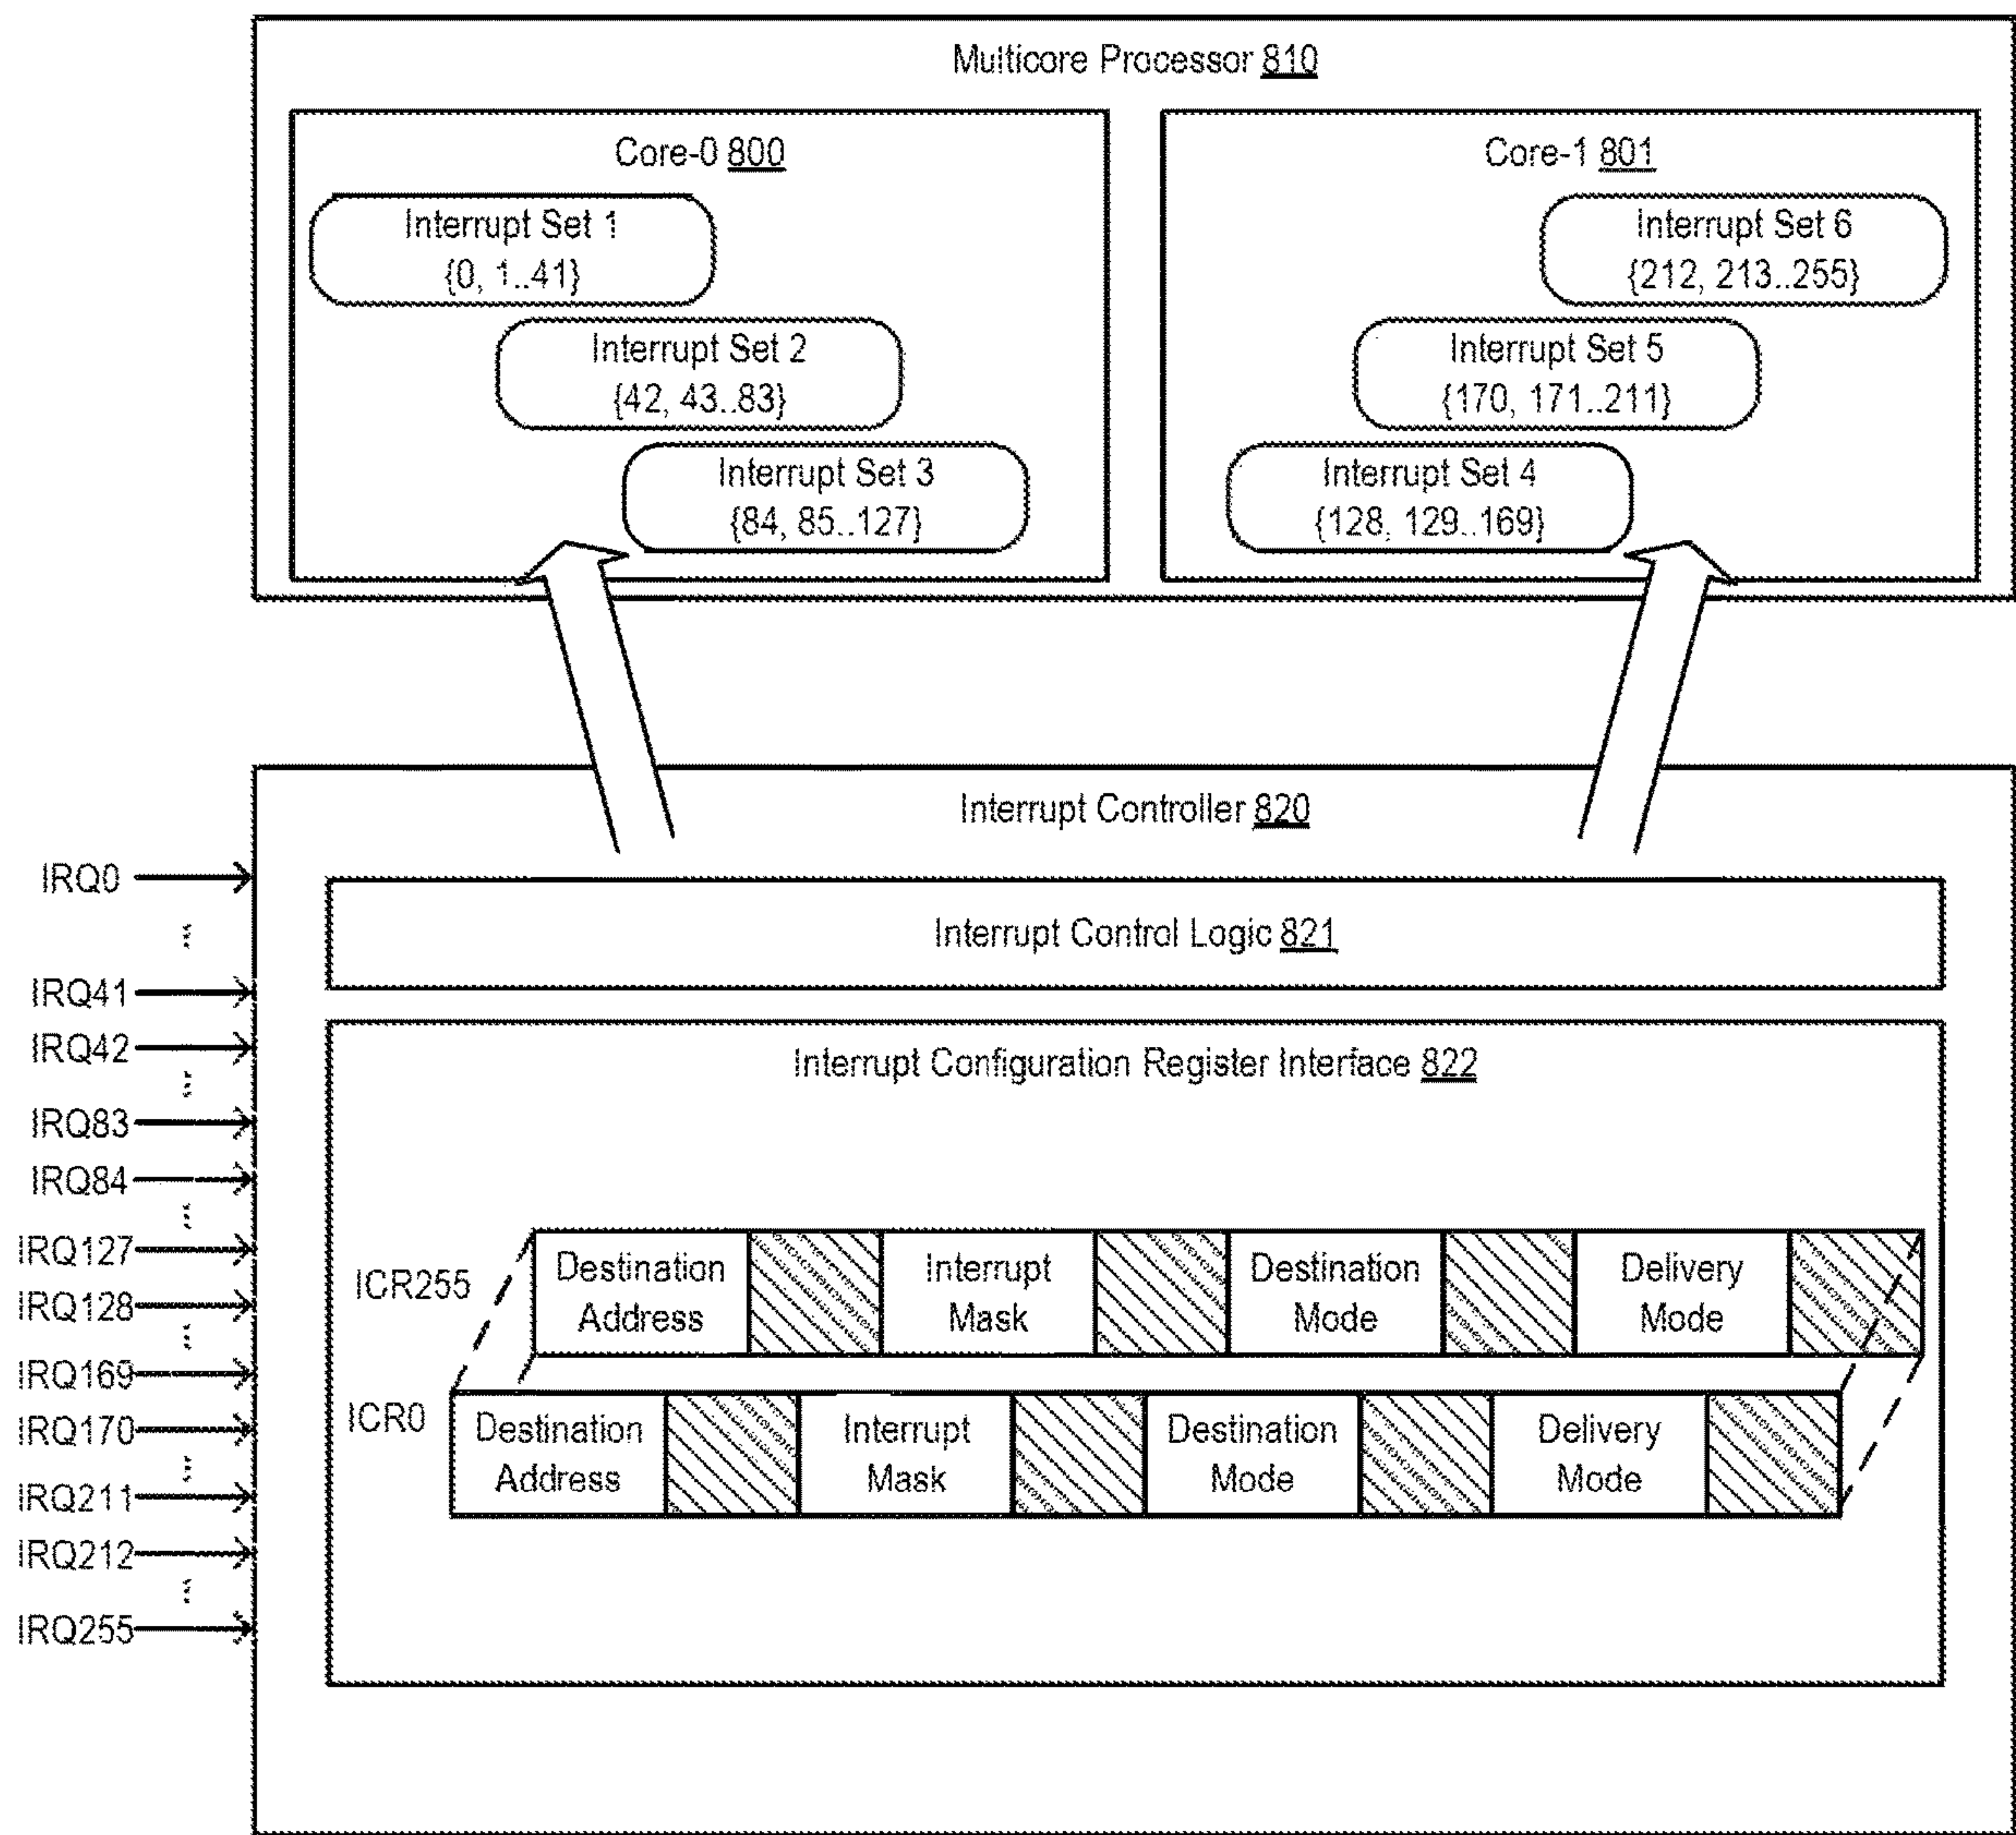 Multicore Processor 810
Core-0 800
Interrupt Set 1
{0, 1..41}
Interrupt Set 2
{42, 43..83}
Interrupt Set 3
{84, 85..127}
Core-1 801
Interrupt Set 6
{212, 213..255}
Interrupt Set 5
{170, 171..211}
Interrupt Set 4
{128, 129..169}
Interrupt Controller 820
Interrupt Control Logic 821
Interrupt Configuration Register Interface 822
IRQ0
...
IRQ41
IRQ42
...
IRQ83
IRQ84
...
IRQ127
IRQ128
...
IRQ169
IRQ170
...
IRQ211
IRQ212
...
IRQ255
ICR255
Destination
Address
Interrupt
Mask
Destination
Mode
Delivery
Mode
ICR0
Destination
Address
Interrupt
Mask
Destination
Mode
Delivery
Mode